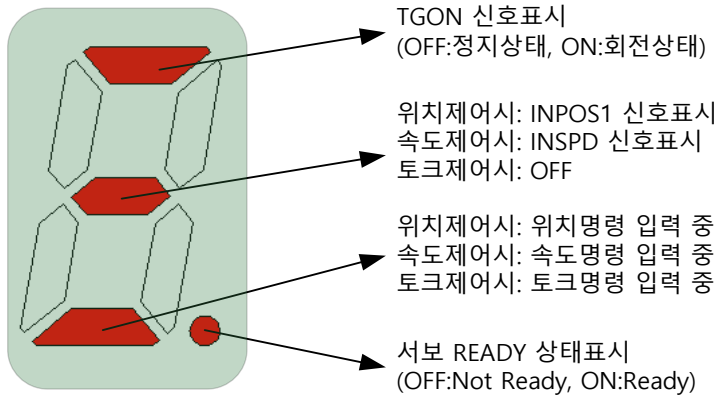 TGON 신호표시
(OFF:정지상태, ON:회전상태)
위치제어시: INPOS1 신호표시
속도제어시: INSPD 신호표시
토크제어시: OFF
위치제어시: 위치명령 입력 중
속도제어시: 속도명령 입력 중
토크제어시: 토크명령 입력 중
서보 READY 상태표시
(OFF:Not Ready, ON:Ready)